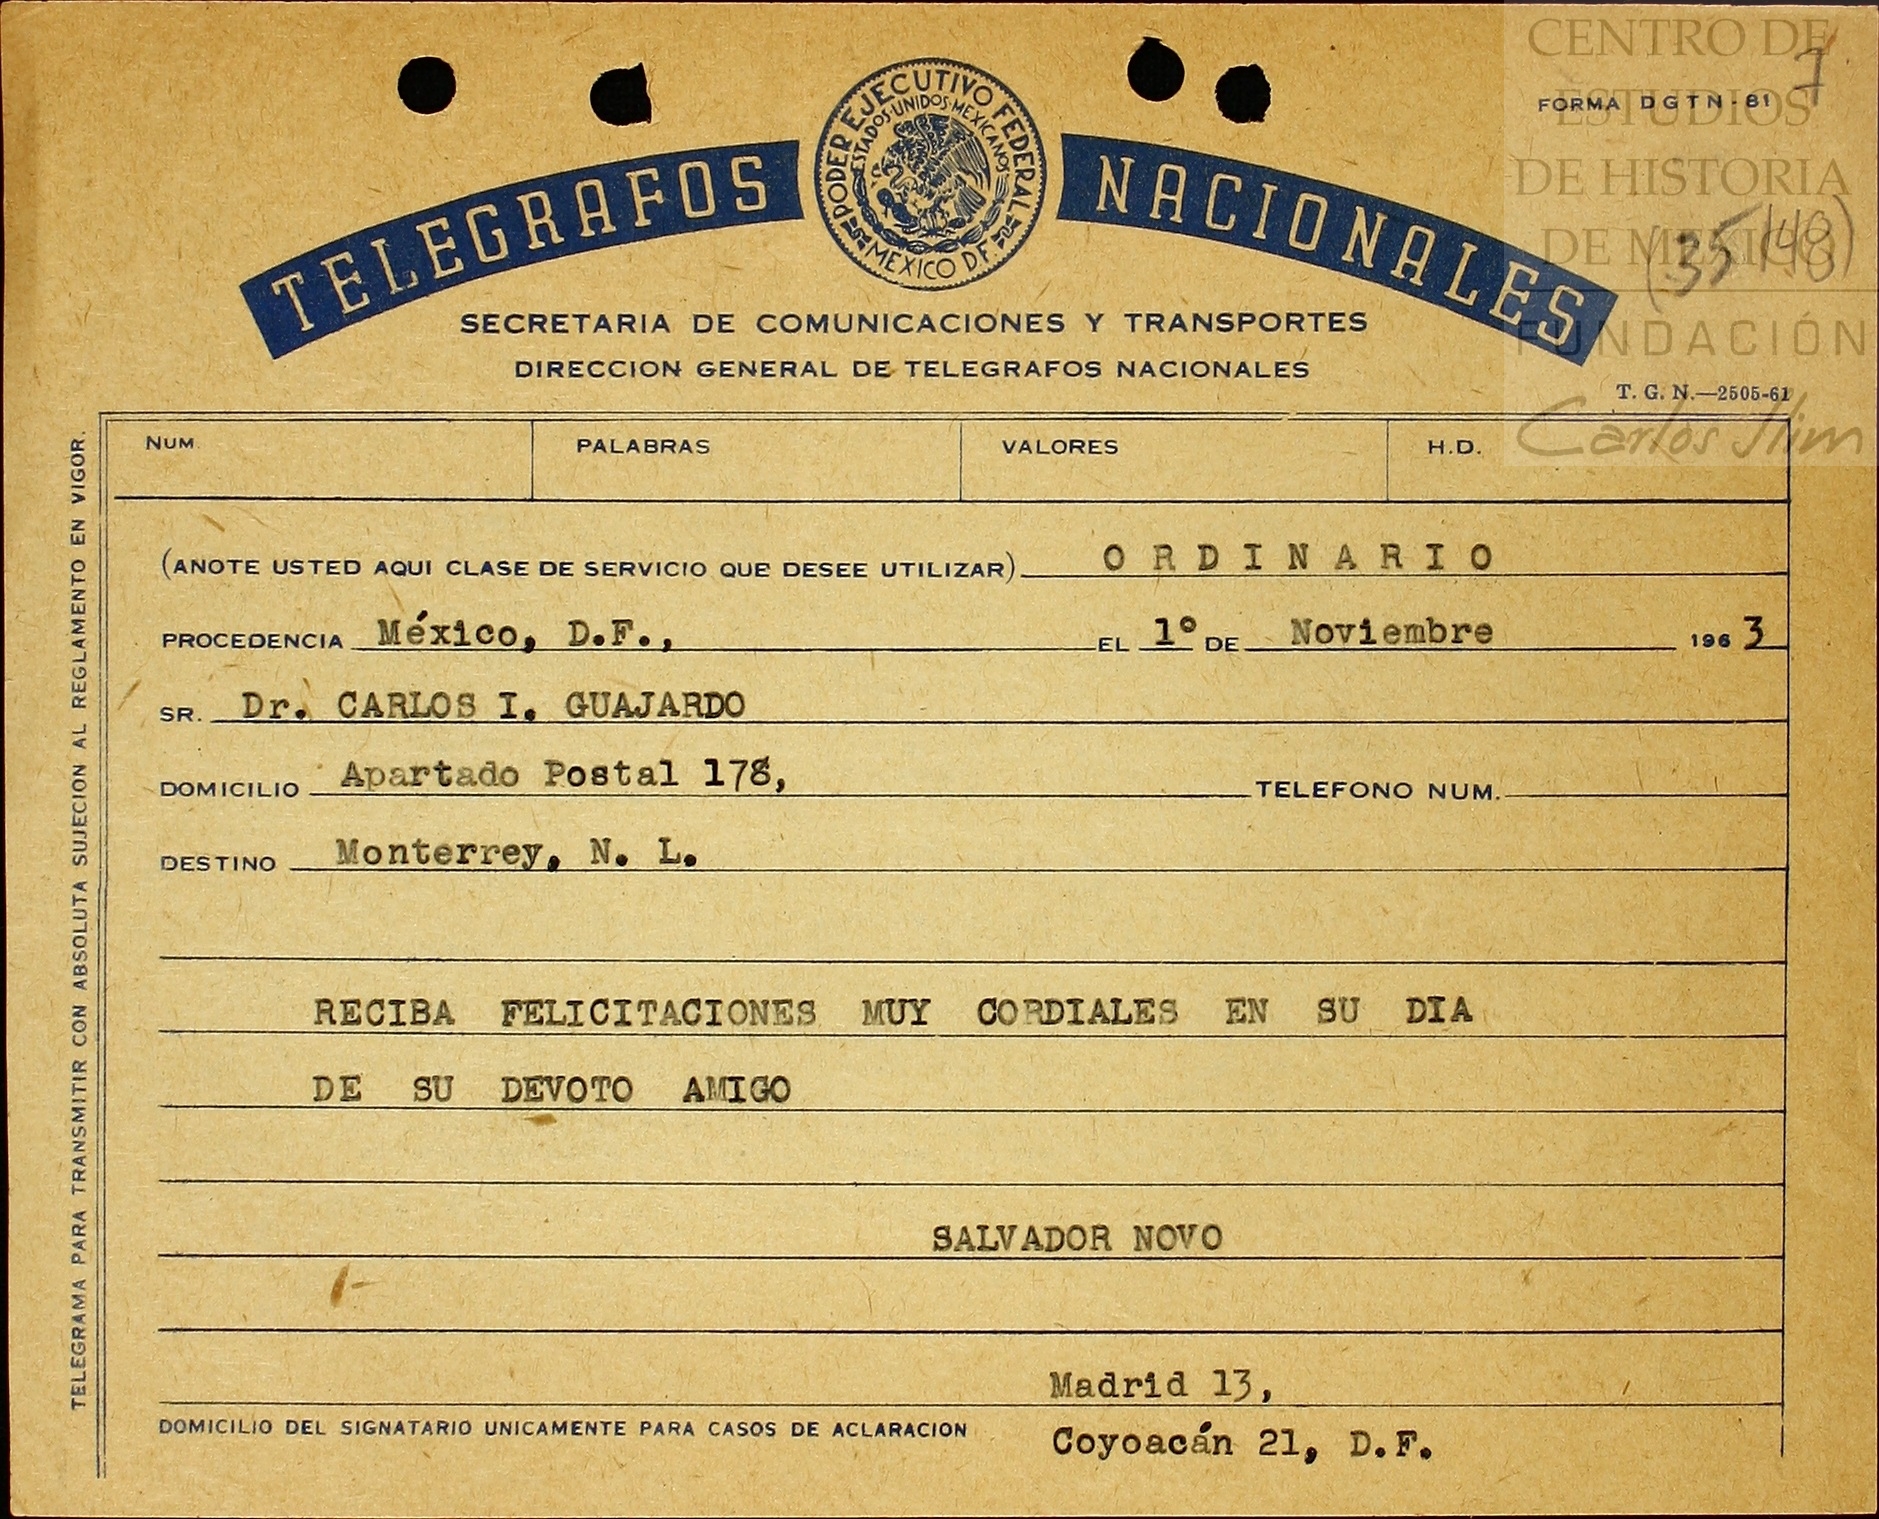 CENTRO DE
ESTUDIOS
DE HISTORIA
DE MEXICO
FUNDACIÓN
Carlos Slim
7
FORMA DGTN-81
(35/48)
TELEGRAFOS NACIONALES
PODER EJECUTIVO FEDERAL
ESTADOS UNIDOS MEXICANOS
MEXICO D.F.
SECRETARIA DE COMUNICACIONES Y TRANSPORTES
DIRECCION GENERAL DE TELEGRAFOS NACIONALES
T. G. N.—2505-61
NUM. PALABRAS VALORES H.D.
(ANOTE USTED AQUI CLASE DE SERVICIO QUE DESEE UTILIZAR) ORDINARIO
PROCEDENCIA México, D.F., EL 1º DE Noviembre 1963
SR. Dr. CARLOS I. GUAJARDO
DOMICILIO Apartado Postal 178, TELEFONO NUM.
DESTINO Monterrey, N. L.
RECIBA FELICITACIONES MUY CORDIALES EN SU DIA
DE SU DEVOTO AMIGO
SALVADOR NOVO
Madrid 13,
DOMICILIO DEL SIGNATARIO UNICAMENTE PARA CASOS DE ACLARACION
Coyoacán 21, D.F.
TELEGRAMA PARA TRANSMITIR CON ABSOLUTA SUJECION AL REGLAMENTO EN VIGOR.